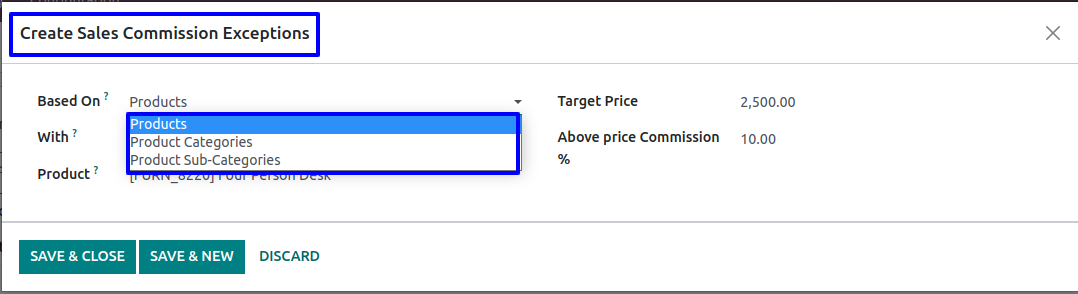 Create Sales Commission Exceptions
Based On ? Products
Target Price 2,500.00
Products
Product Categories
Product Sub-Categories
With ?
Above price Commission % 10.00
Product ? Four Person Desk
SAVE & CLOSE SAVE & NEW DISCARD